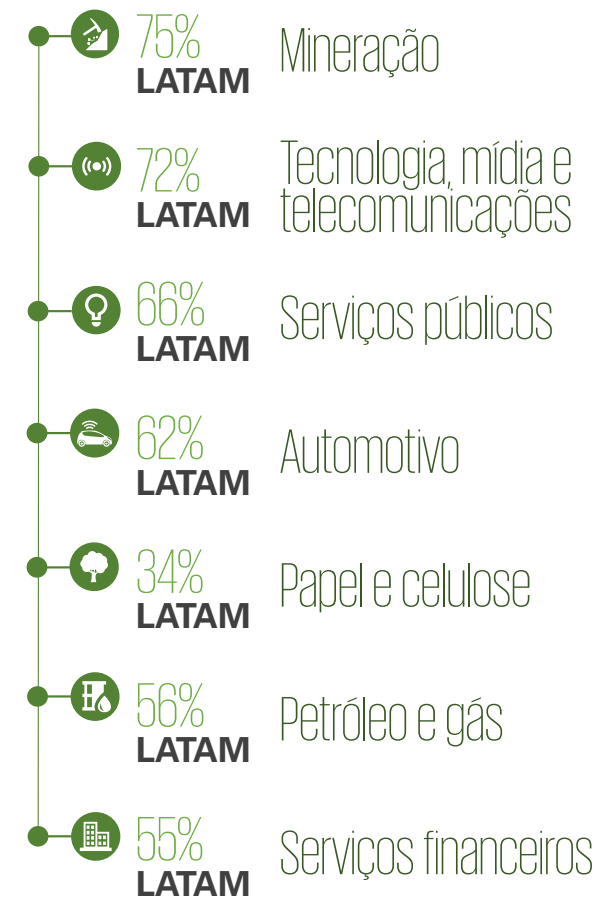 75%
LATAM
Mineração
72%
LATAM
Tecnologia, mídia e
telecomunicações
66%
LATAM
Serviços públicos
62%
LATAM
Automotivo
34%
LATAM
Papel e celulose
56%
LATAM
Petróleo e gás
55%
LATAM
Serviços financeiros